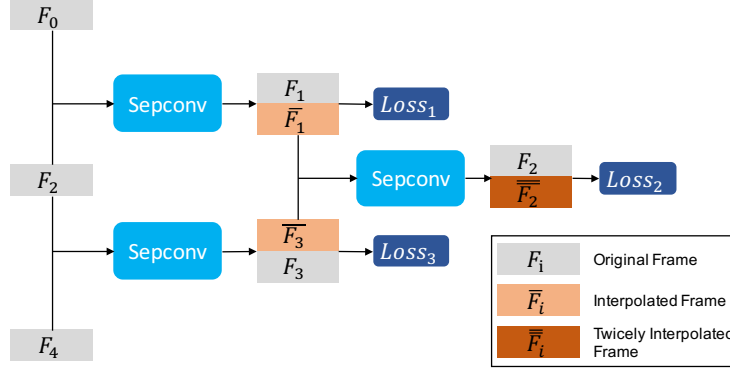 F₀
Sepconv
F₁
F̅₁
Loss₁
F₂
Sepconv
F₂
F̿₂
Loss₂
Sepconv
F̅₃
F₃
Loss₃
F₄
Fᵢ Original Frame
F̅ᵢ Interpolated Frame
F̿ᵢ Twicely Interpolated
Frame